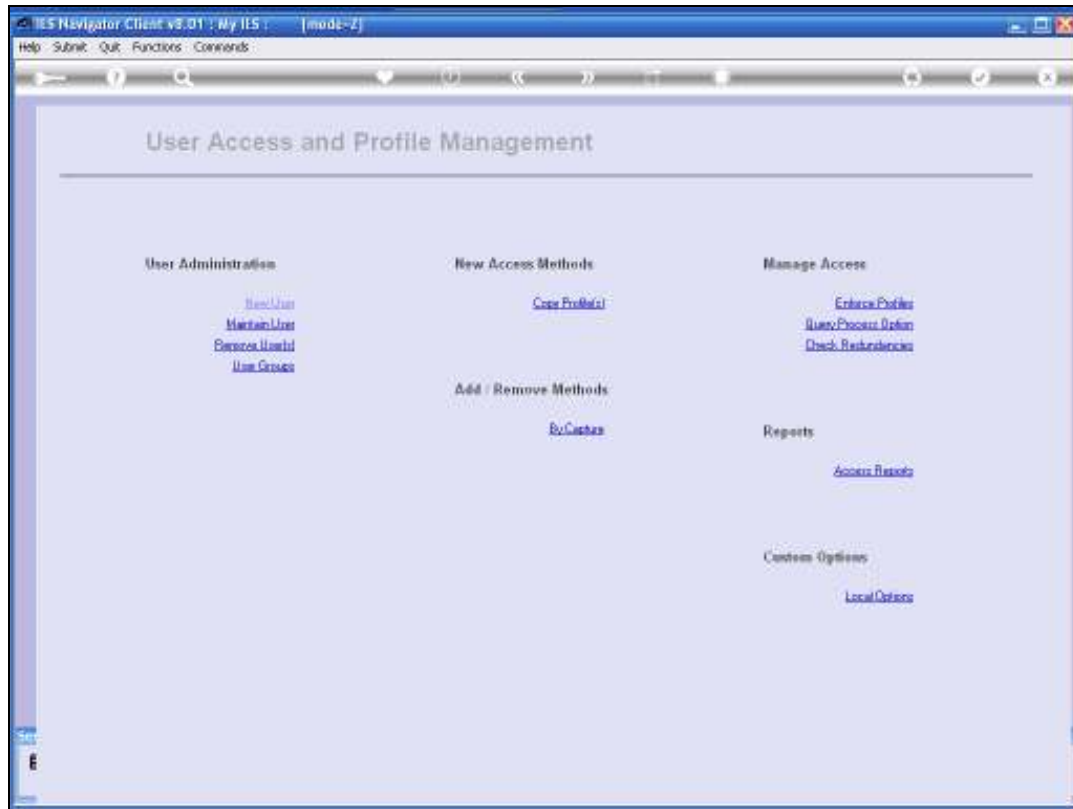 IES Navigator Client v8.01 : My IES : [mode-Z]
Help Submit Quit Functions Commands
User Access and Profile Management
User Administration
New User
Maintain User
Remove User(s)
User Groups
New Access Methods
Copy Profile(s)
Add / Remove Methods
By Capture
Manage Access
Enforce Profiles
Query Process Option
Check Redundancies
Reports
Access Reports
Custom Options
Local Options